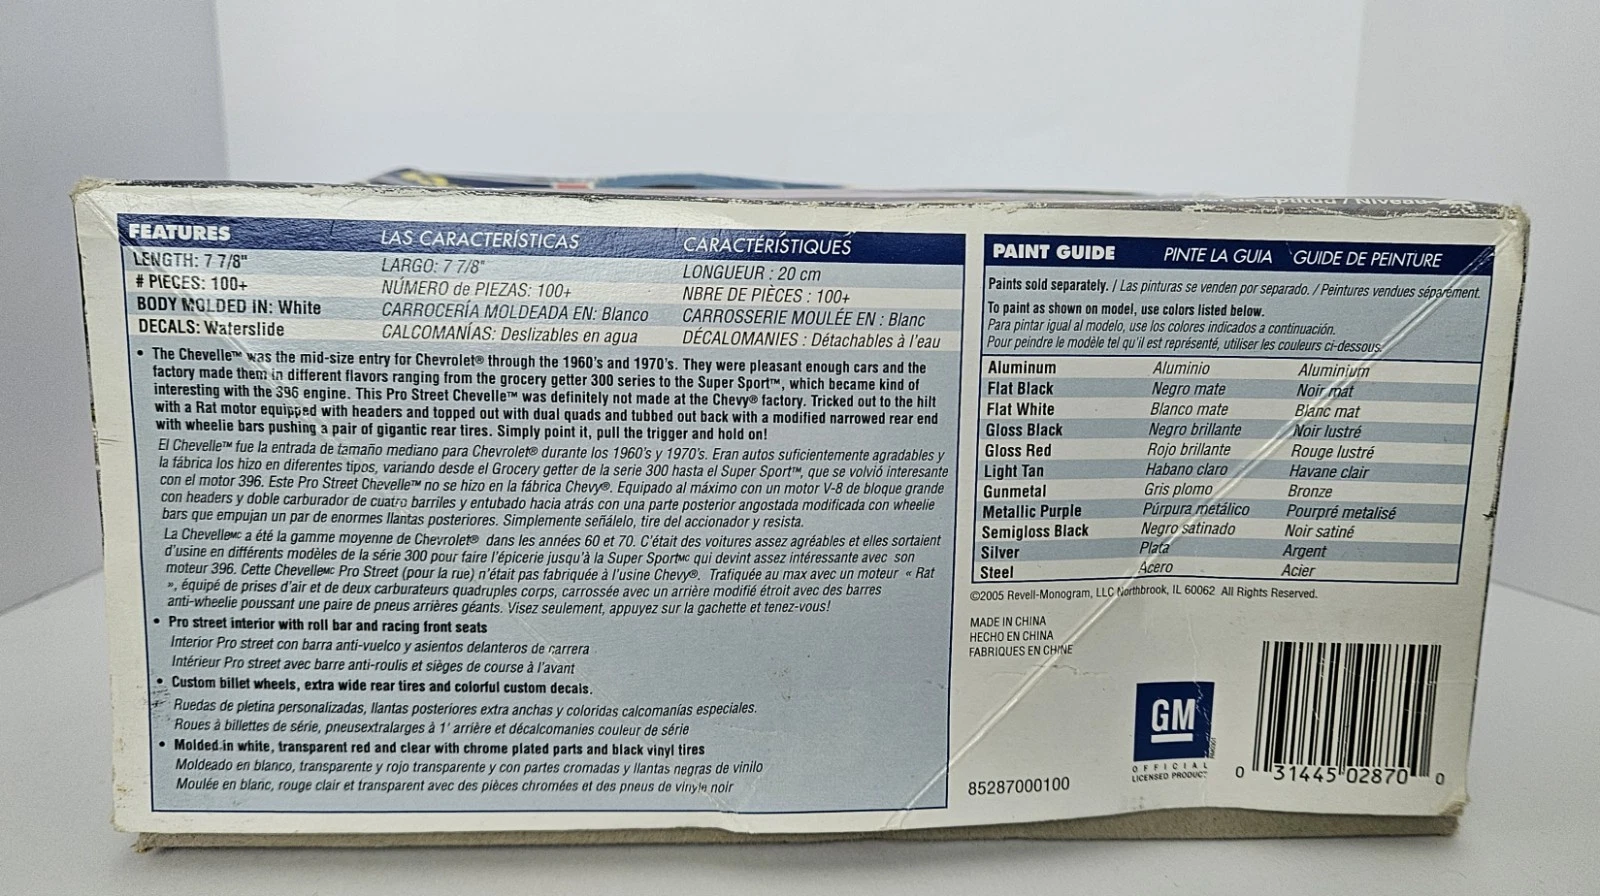 aptitud / Niveau
FEATURES
LENGTH: 7 7/8"
# PIECES: 100+
BODY MOLDED IN: White
DECALS: Waterslide
LAS CARACTERÍSTICAS
LARGO: 7 7/8"
NÚMERO de PIEZAS: 100+
CARROCERÍA MOLDEADA EN: Blanco
CALCOMANÍAS: Deslizables en agua
CARACTÉRÍSTIQUES
LONGUEUR : 20 cm
NBRE DE PIÈCES : 100+
CARROSSERIE MOULÉE EN : Blanc
DÉCALOMANIES : Détachables à l'eau
• The Chevelle™ was the mid-size entry for Chevrolet® through the 1960's and 1970's. They were pleasant enough cars and the
factory made them in different flavors ranging from the grocery getter 300 series to the Super Sport™, which became kind of
interesting with the 396 engine. This Pro Street Chevelle™ was definitely not made at the Chevy® factory. Tricked out to the hilt
with a Rat motor equipped with headers and topped out with dual quads and tubbed out back with a modified narrowed rear end
with wheelie bars pushing a pair of gigantic rear tires. Simply point it, pull the trigger and hold on!
El Chevelle™ fue la entrada de tamaño mediano para Chevrolet® durante los 1960's y 1970's. Eran autos suficientemente agradables y
la fábrica los hizo en diferentes tipos, variando desde el Grocery getter de la serie 300 hasta el Super Sport™, que se volvió interesante
con el motor 396. Este Pro Street Chevelle™ no se hizo en la fábrica Chevy®. Equipado al máximo con un motor V-8 de bloque grande
con headers y doble carburador de cuatro barriles y entubado hacia atrás con una parte posterior angostada modificada con wheelie
bars que empujan un par de enormes llantas posteriores. Simplemente señálelo, tire del accionador y resista.
La Chevelleᴍᴄ a été la gamme moyenne de Chevrolet® dans les années 60 et 70. C'était des voitures assez agréables et elles sortaient
d'usine en différents modèles de la série 300 pour faire l'épicerie jusqu'à la Super Sportᴍᴄ qui devint assez intéressante avec son
moteur 396. Cette Chevelleᴍᴄ Pro Street (pour la rue) n'était pas fabriquée à l'usine Chevy®. Trafiquée au max avec un moteur « Rat
», équipé de prises d'air et de deux carburateurs quadruples corps, carrossée avec un arrière modifié étroit avec des barres
anti-wheelie poussant une paire de pneus arrières géants. Visez seulement, appuyez sur la gachette et tenez-vous!
• Pro street interior with roll bar and racing front seats
Interior Pro street con barra anti-vuelco y asientos delanteros de carrera
Intérieur Pro street avec barre anti-roulis et sièges de course à l'avant
• Custom billet wheels, extra wide rear tires and colorful custom decals.
Ruedas de pletina personalizadas, llantas posteriores extra anchas y coloridas calcomanías especiales.
Roues à billettes de série, pneusextralarges à 1' arrière et décalcomanies couleur de série
• Molded in white, transparent red and clear with chrome plated parts and black vinyl tires
Moldeado en blanco, transparente y rojo transparente y con partes cromadas y llantas negras de vinilo
Moulée en blanc, rouge clair et transparent avec des pièces chromées et des pneus de vinyle noir
PAINT GUIDE PINTE LA GUIA GUIDE DE PEINTURE
Paints sold separately. / Las pinturas se venden por separado. / Peintures vendues séparément.
To paint as shown on model, use colors listed below.
Para pintar igual al modelo, use los colores indicados a continuación.
Pour peindre le modèle tel qu'il est représenté, utiliser les couleurs ci-dessous.
Aluminum Aluminio Aluminium
Flat Black Negro mate Noir mat
Flat White Blanco mate Blanc mat
Gloss Black Negro brillante Noir lustré
Gloss Red Rojo brillante Rouge lustré
Light Tan Habano claro Havane clair
Gunmetal Gris plomo Bronze
Metallic Purple Púrpura metálico Pourpré metalisé
Semigloss Black Negro satinado Noir satiné
Silver Plata Argent
Steel Acero Acier
©2005 Revell-Monogram, LLC Northbrook, IL 60062 All Rights Reserved.
MADE IN CHINA
HECHO EN CHINA
FABRIQUES EN CHINE
GM
OFFICIAL
LICENSED PRODUCT
85287000100
0 31445 02870 0